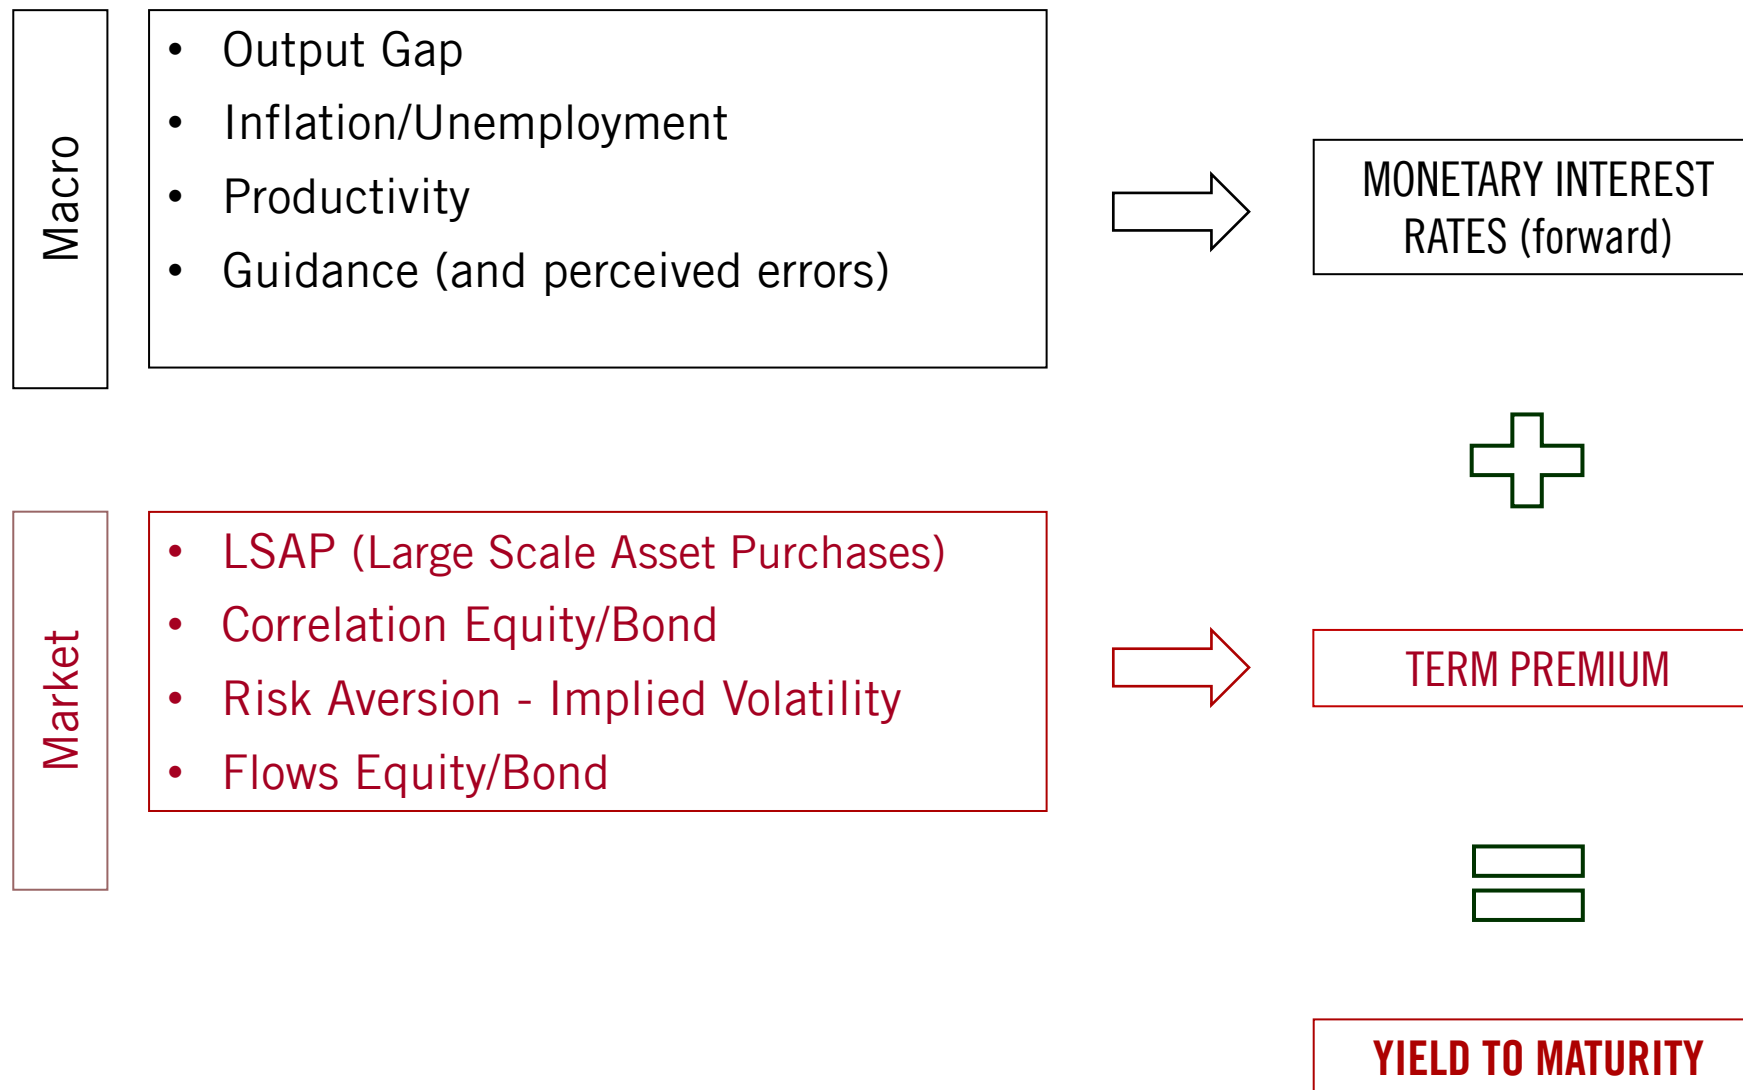 Macro
• Output Gap
• Inflation/Unemployment
• Productivity
• Guidance (and perceived errors)
MONETARY INTEREST
RATES (forward)
Market
• LSAP (Large Scale Asset Purchases)
• Correlation Equity/Bond
• Risk Aversion - Implied Volatility
• Flows Equity/Bond
TERM PREMIUM
YIELD TO MATURITY